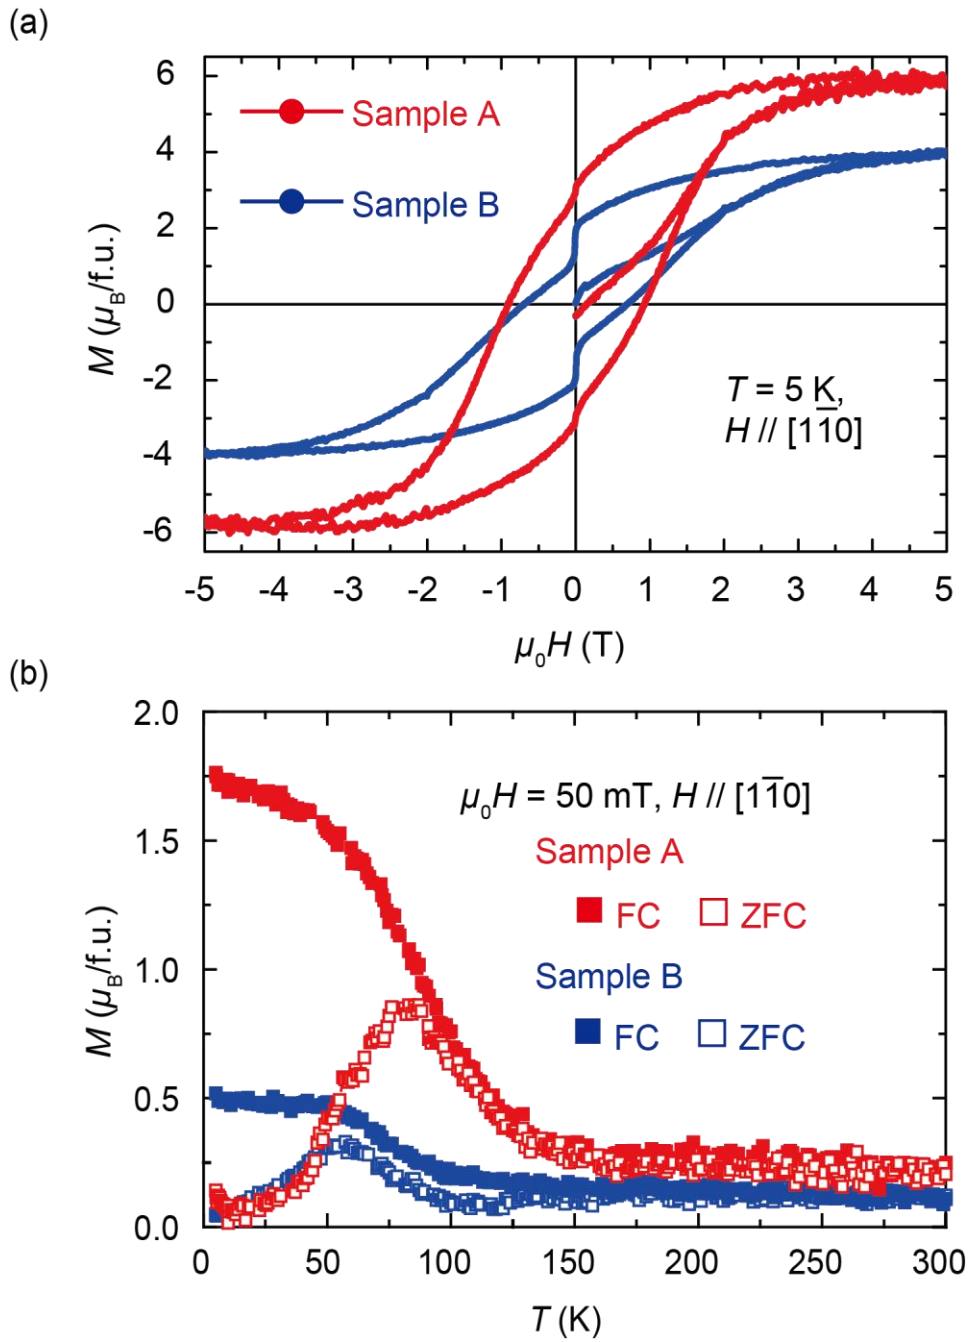 (a)
6
4
2
0
-2
-4
-6
M (μB/f.u.)
Sample A
Sample B
T = 5 K,
H // [11̅0]
-5 -4 -3 -2 -1 0 1 2 3 4 5
μ0H (T)
(b)
2.0
1.5
1.0
0.5
0.0
M (μB/f.u.)
μ0H = 50 mT, H // [11̅0]
Sample A
FC ZFC
Sample B
FC ZFC
0 50 100 150 200 250 300
T (K)